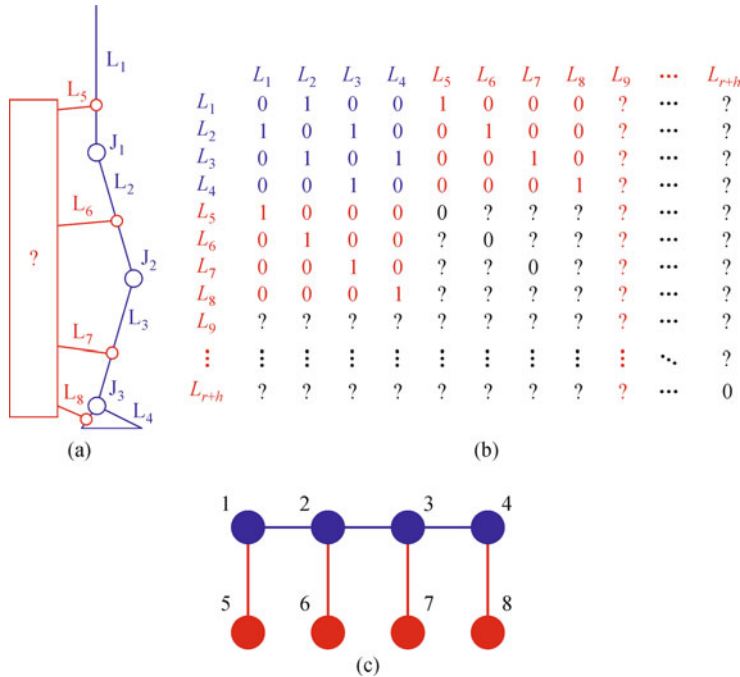 L₁
L₅
J₁
L₂
L₆
?
J₂
L₃
L₇
J₃
L₈
L₄
(a)
L₁ L₂ L₃ L₄ L₅ L₆ L₇ L₈ L₉ ⋯ Lᵣ₊ₕ
L₁ 0 1 0 0 1 0 0 0 ? ⋯ ?
L₂ 1 0 1 0 0 1 0 0 ? ⋯ ?
L₃ 0 1 0 1 0 0 1 0 ? ⋯ ?
L₄ 0 0 1 0 0 0 0 1 ? ⋯ ?
L₅ 1 0 0 0 0 ? ? ? ? ⋯ ?
L₆ 0 1 0 0 ? 0 ? ? ? ⋯ ?
L₇ 0 0 1 0 ? ? 0 ? ? ⋯ ?
L₈ 0 0 0 1 ? ? ? ? ? ⋯ ?
L₉ ? ? ? ? ? ? ? ? ? ⋯ ?
⋮ ⋮ ⋮ ⋮ ⋮ ⋮ ⋮ ⋮ ⋮ ⋮ ⋱ ?
Lᵣ₊ₕ ? ? ? ? ? ? ? ? ? ⋯ 0
(b)
1 2 3 4
5 6 7 8
(c)